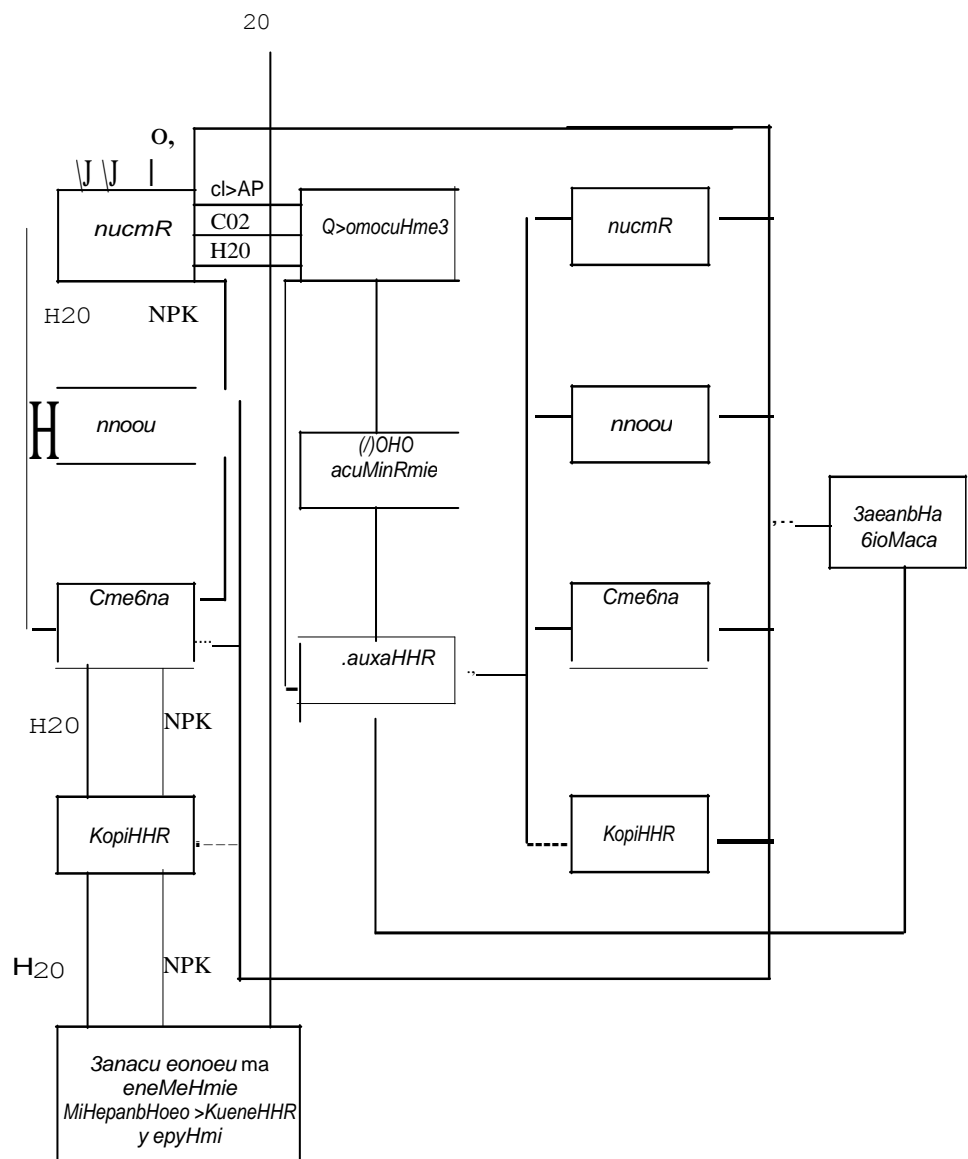 20
O,
\J \J |
cl>AP
nucmR
C02
Q>omocuHme3
nucmR
H20
H20 NPK
H
nnoou
(/)OHO
acuMinRmie
nnoou
3aeanbHa
6ioMaca
Cme6na
Cme6na
.auxaHHR
H20 NPK
KopiHHR
KopiHHR
H20 NPK
3anacu eonoeu ma
eneMeHmie
MiHepanbHoeo >KueneHHR
y epyHmi